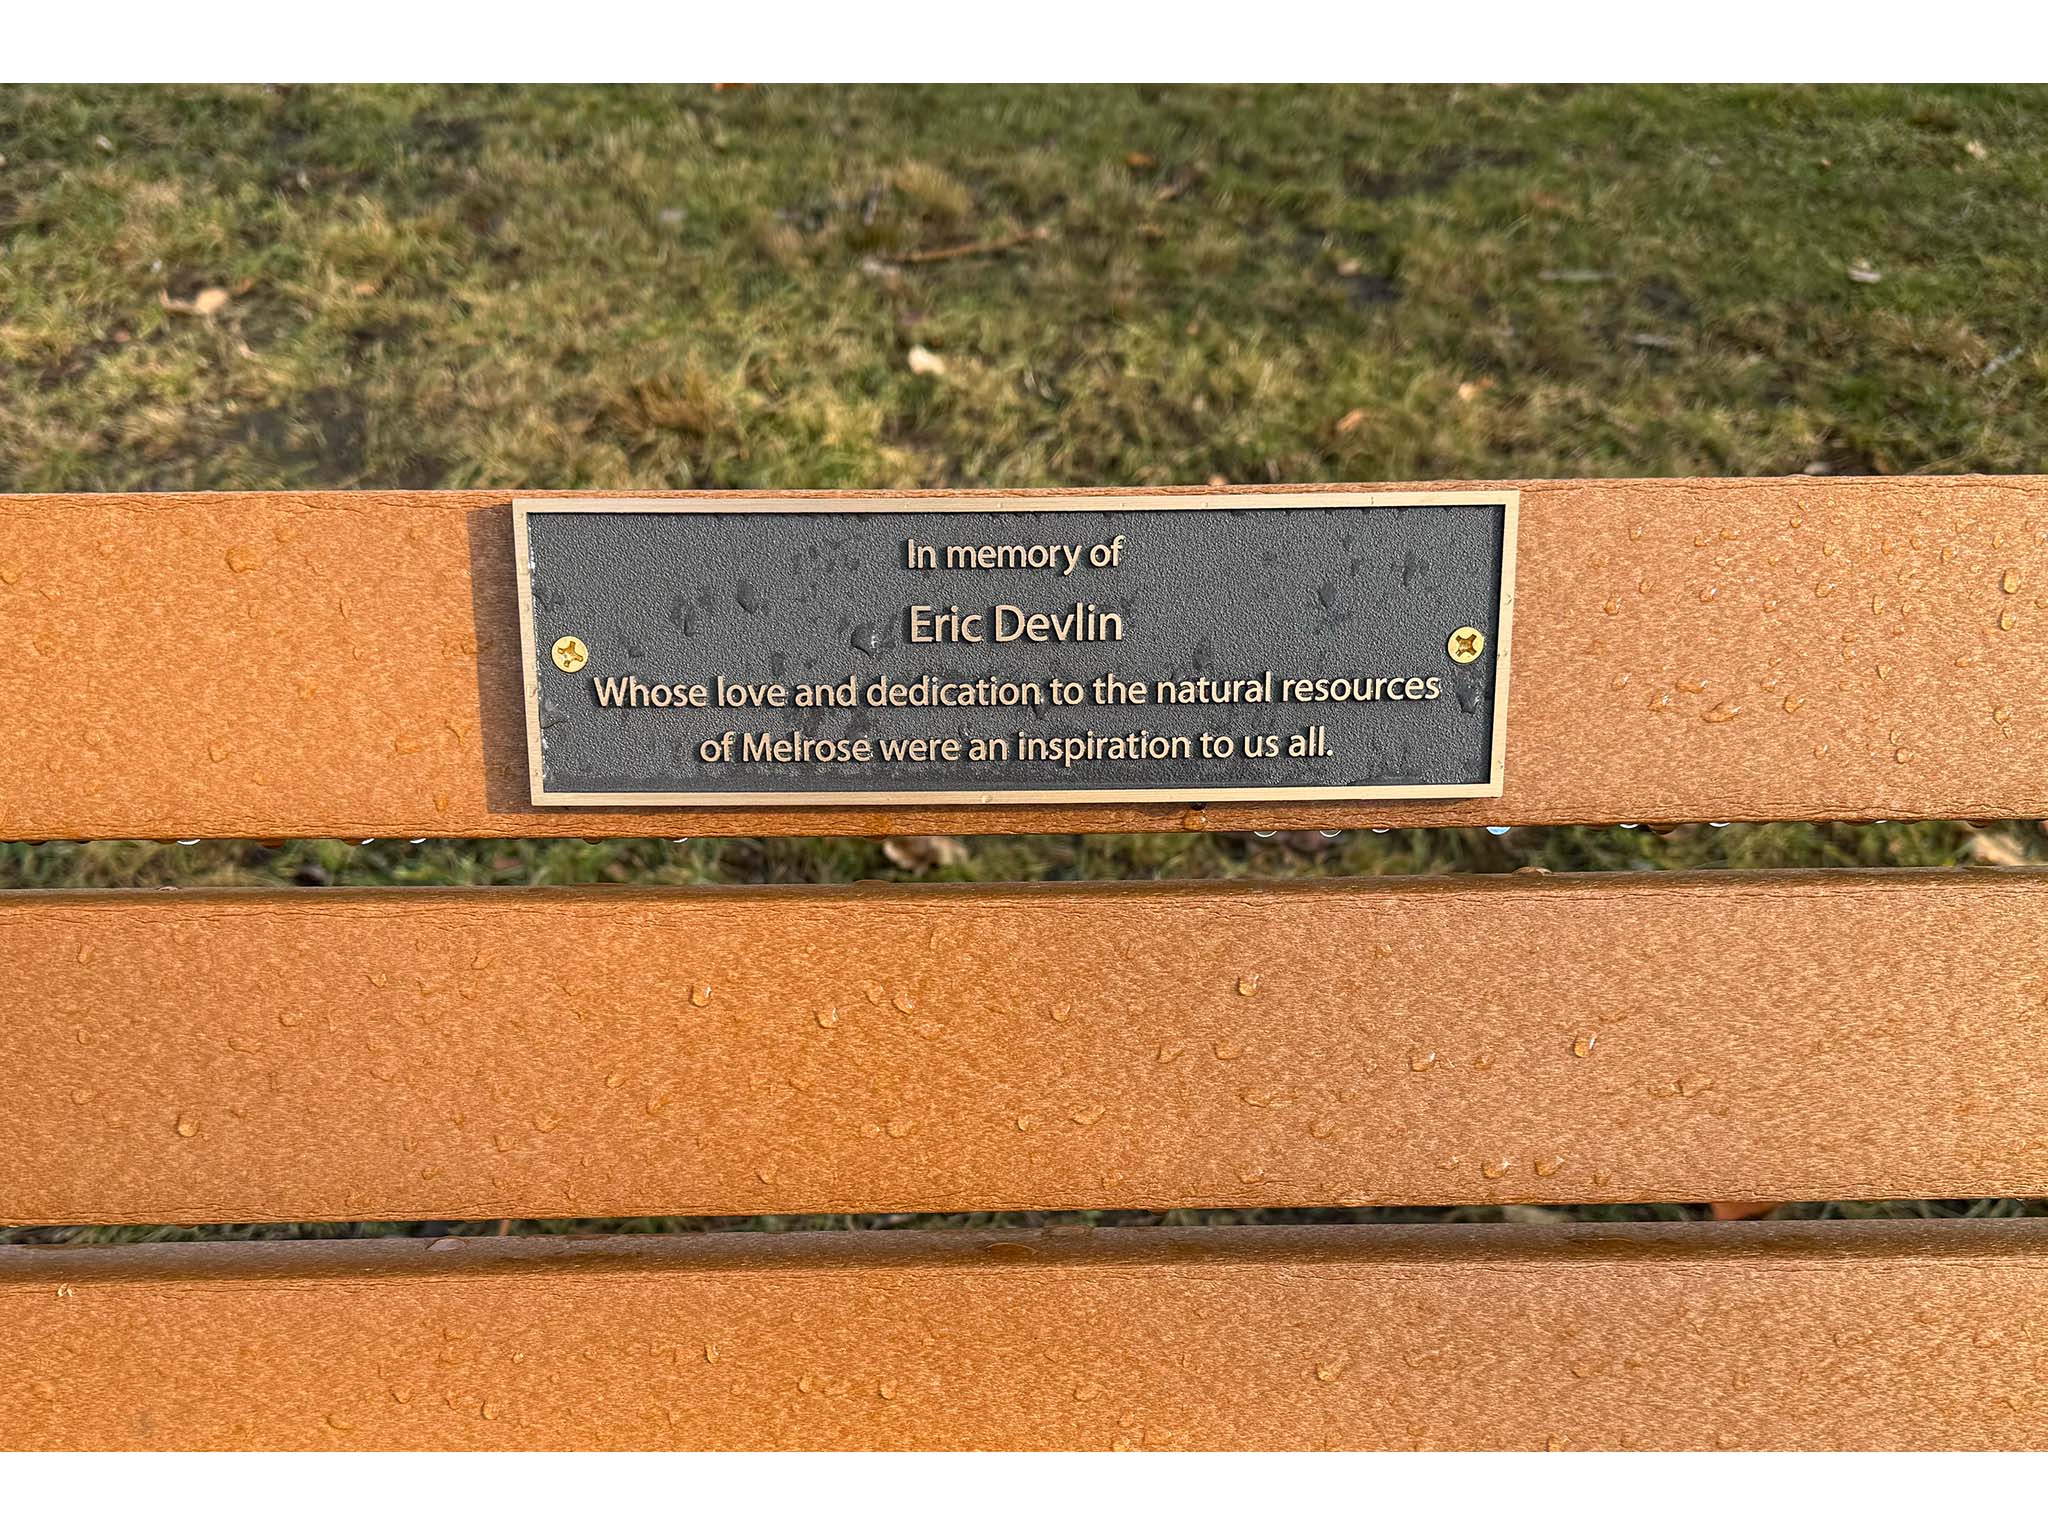 In memory of
Eric Devlin
Whose love and dedication to the natural resources
of Melrose were an inspiration to us all.